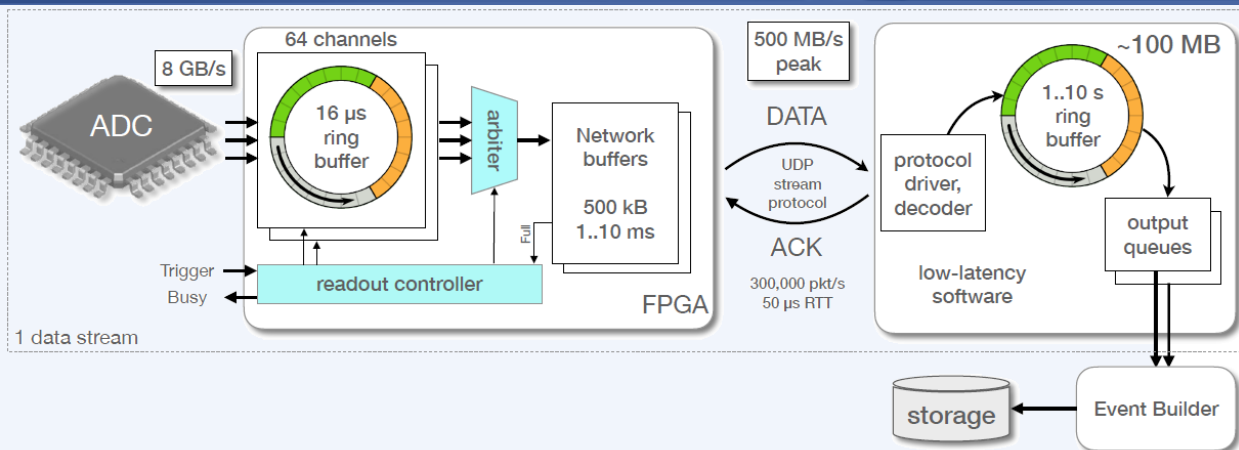 64 channels
8 GB/s
ADC
16 µs
ring
buffer
arbiter
Network
buffers
500 kB
1..10 ms
Full
Trigger
Busy
readout controller
FPGA
1 data stream
500 MB/s
peak
DATA
UDP
stream
protocol
ACK
300,000 pkt/s
50 µs RTT
~100 MB
1..10 s
ring
buffer
protocol
driver,
decoder
output
queues
low-latency
software
Event Builder
storage